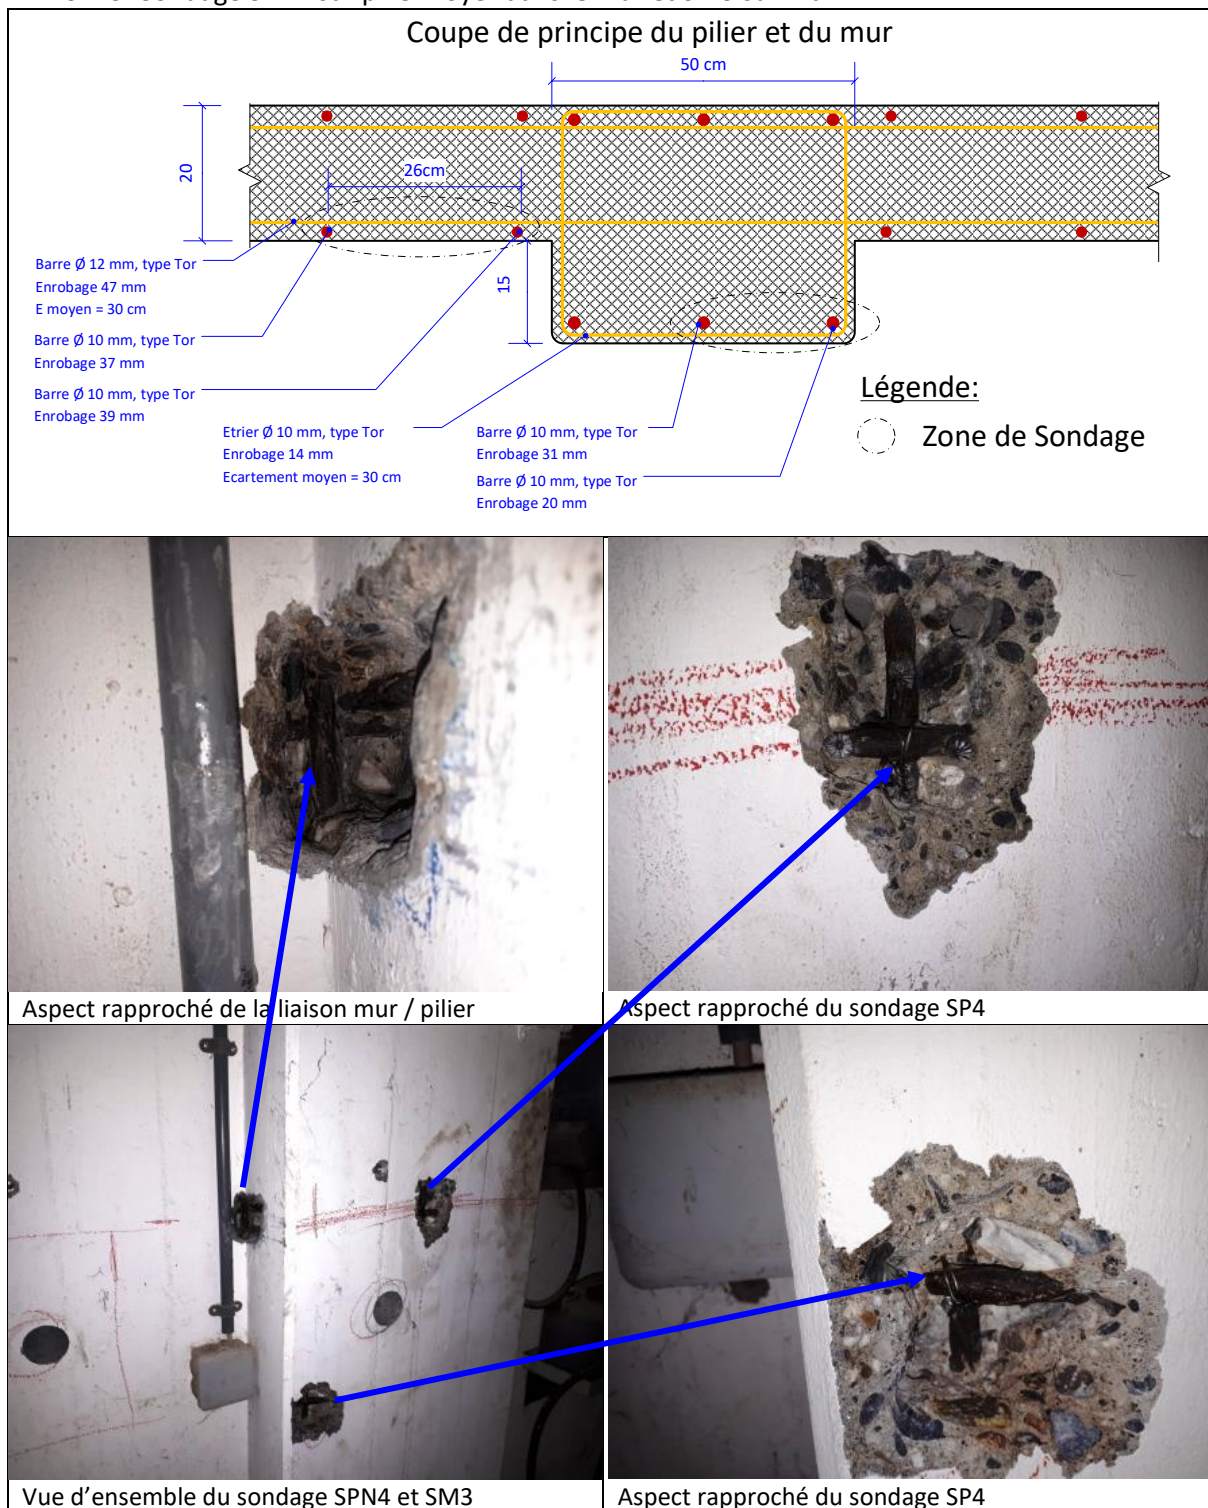 Coupe de principe du pilier et du mur
50 cm
20
26cm
15
Barre Ø 12 mm, type Tor
Enrobage 47 mm
E moyen = 30 cm
Barre Ø 10 mm, type Tor
Enrobage 37 mm
Barre Ø 10 mm, type Tor
Enrobage 39 mm
Etrier Ø 10 mm, type Tor
Enrobage 14 mm
Ecartement moyen = 30 cm
Barre Ø 10 mm, type Tor
Enrobage 31 mm
Barre Ø 10 mm, type Tor
Enrobage 20 mm
Légende:
Zone de Sondage
Aspect rapproché de la liaison mur / pilier
Aspect rapproché du sondage SP4
Vue d'ensemble du sondage SPN4 et SM3
Aspect rapproché du sondage SP4